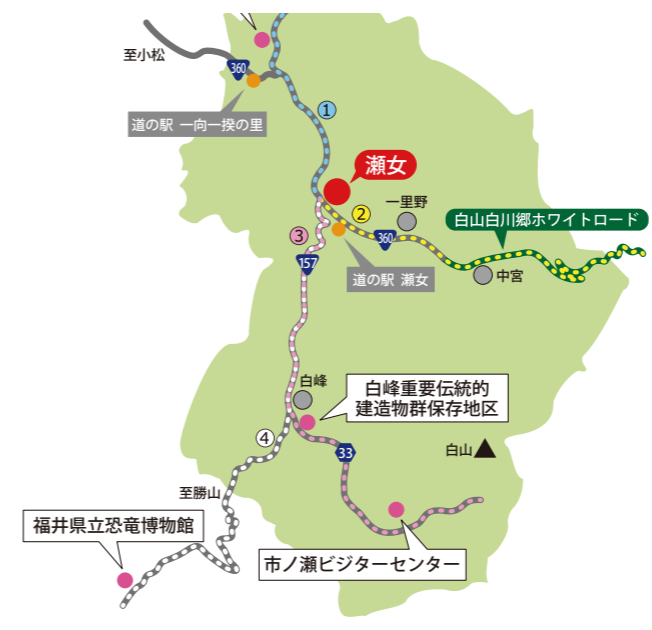 至小松
360
道の駅 一向一揆の里
①
瀬女
②
一里野
白山白川郷ホワイトロード
③
360
157
道の駅 瀬女
中宮
白峰
白峰重要伝統的
建造物群保存地区
④
33
白山
至勝山
福井県立恐竜博物館
市ノ瀬ビジターセンター